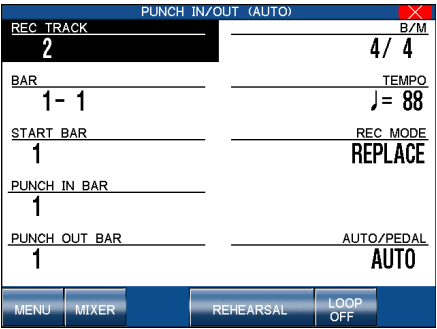 PUNCH IN/OUT (AUTO)
REC TRACK
2
B/M
4/ 4
BAR
1- 1
TEMPO
♩= 88
START BAR
1
REC MODE
REPLACE
PUNCH IN BAR
1
PUNCH OUT BAR
1
AUTO/PEDAL
AUTO
MENU
MIXER
REHEARSAL
LOOP
OFF